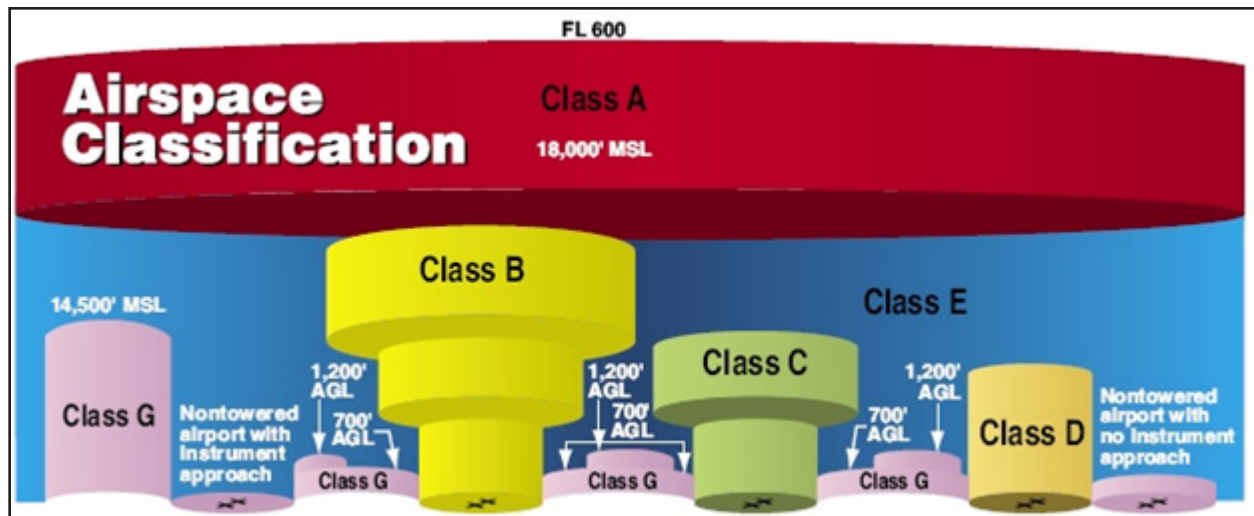 FL 600
Airspace
Classification
Class A
18,000' MSL
Class B
Class E
14,500' MSL
Class G
Nontowered
airport with
Instrument
approach
1,200'
AGL
700'
AGL
Class G
1,200'
AGL
700'
AGL
Class G
Class C
1,200'
AGL
700'
AGL
Class G
Class D
Nontowered
airport with
no Instrument
approach